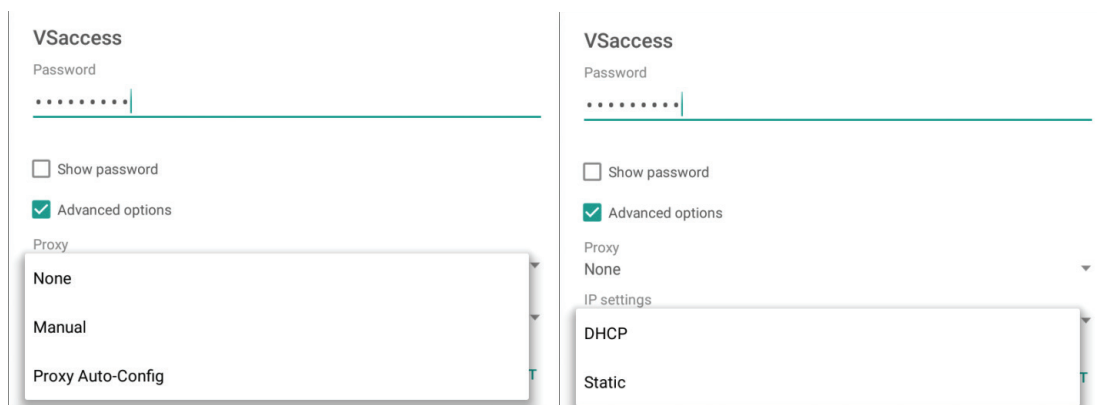 VSaccess
Password
•••••••••
Show password
Advanced options
Proxy
None
Manual
Proxy Auto-Config
T
VSaccess
Password
•••••••••
Show password
Advanced options
Proxy
None
IP settings
DHCP
Static
T